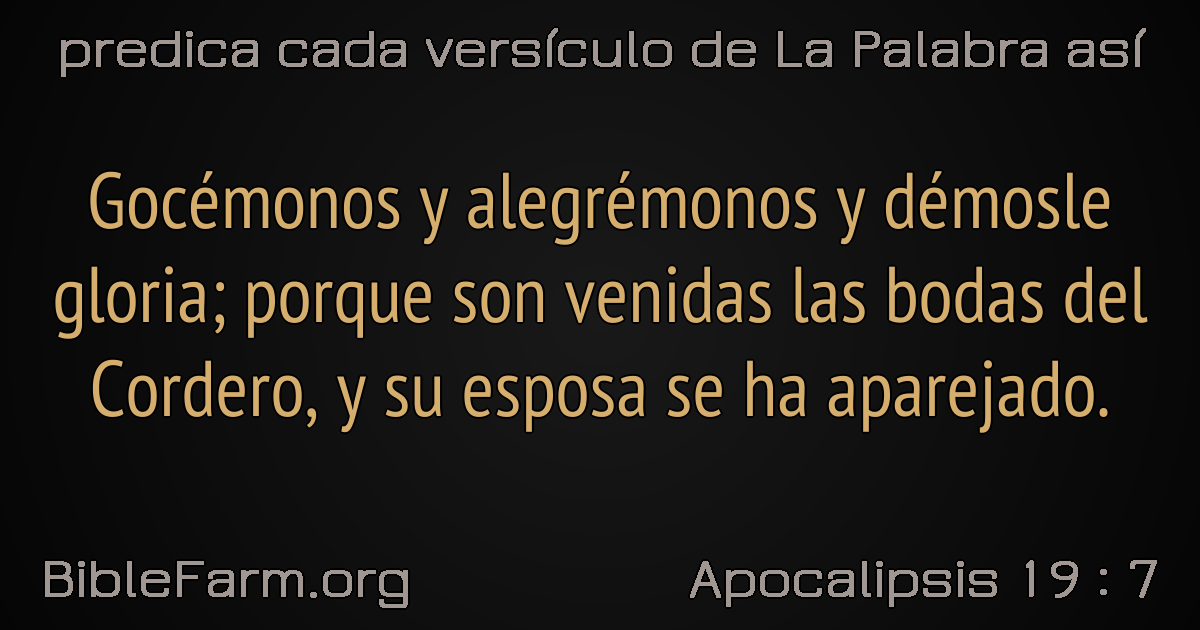 predica cada versículo de La Palabra así
Gocémonos y alegrémonos y démosle
gloria; porque son venidas las bodas del
Cordero, y su esposa se ha aparejado.
BibleFarm.org
Apocalipsis 19 : 7